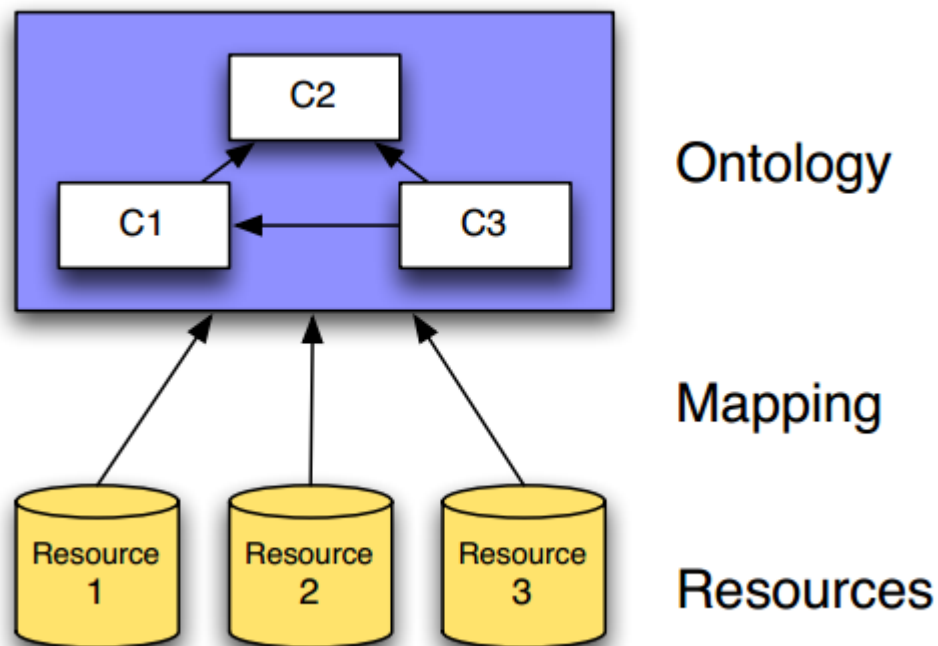 C2
Ontology
C1
C3
Mapping
Resource
1
Resource
2
Resource
3
Resources